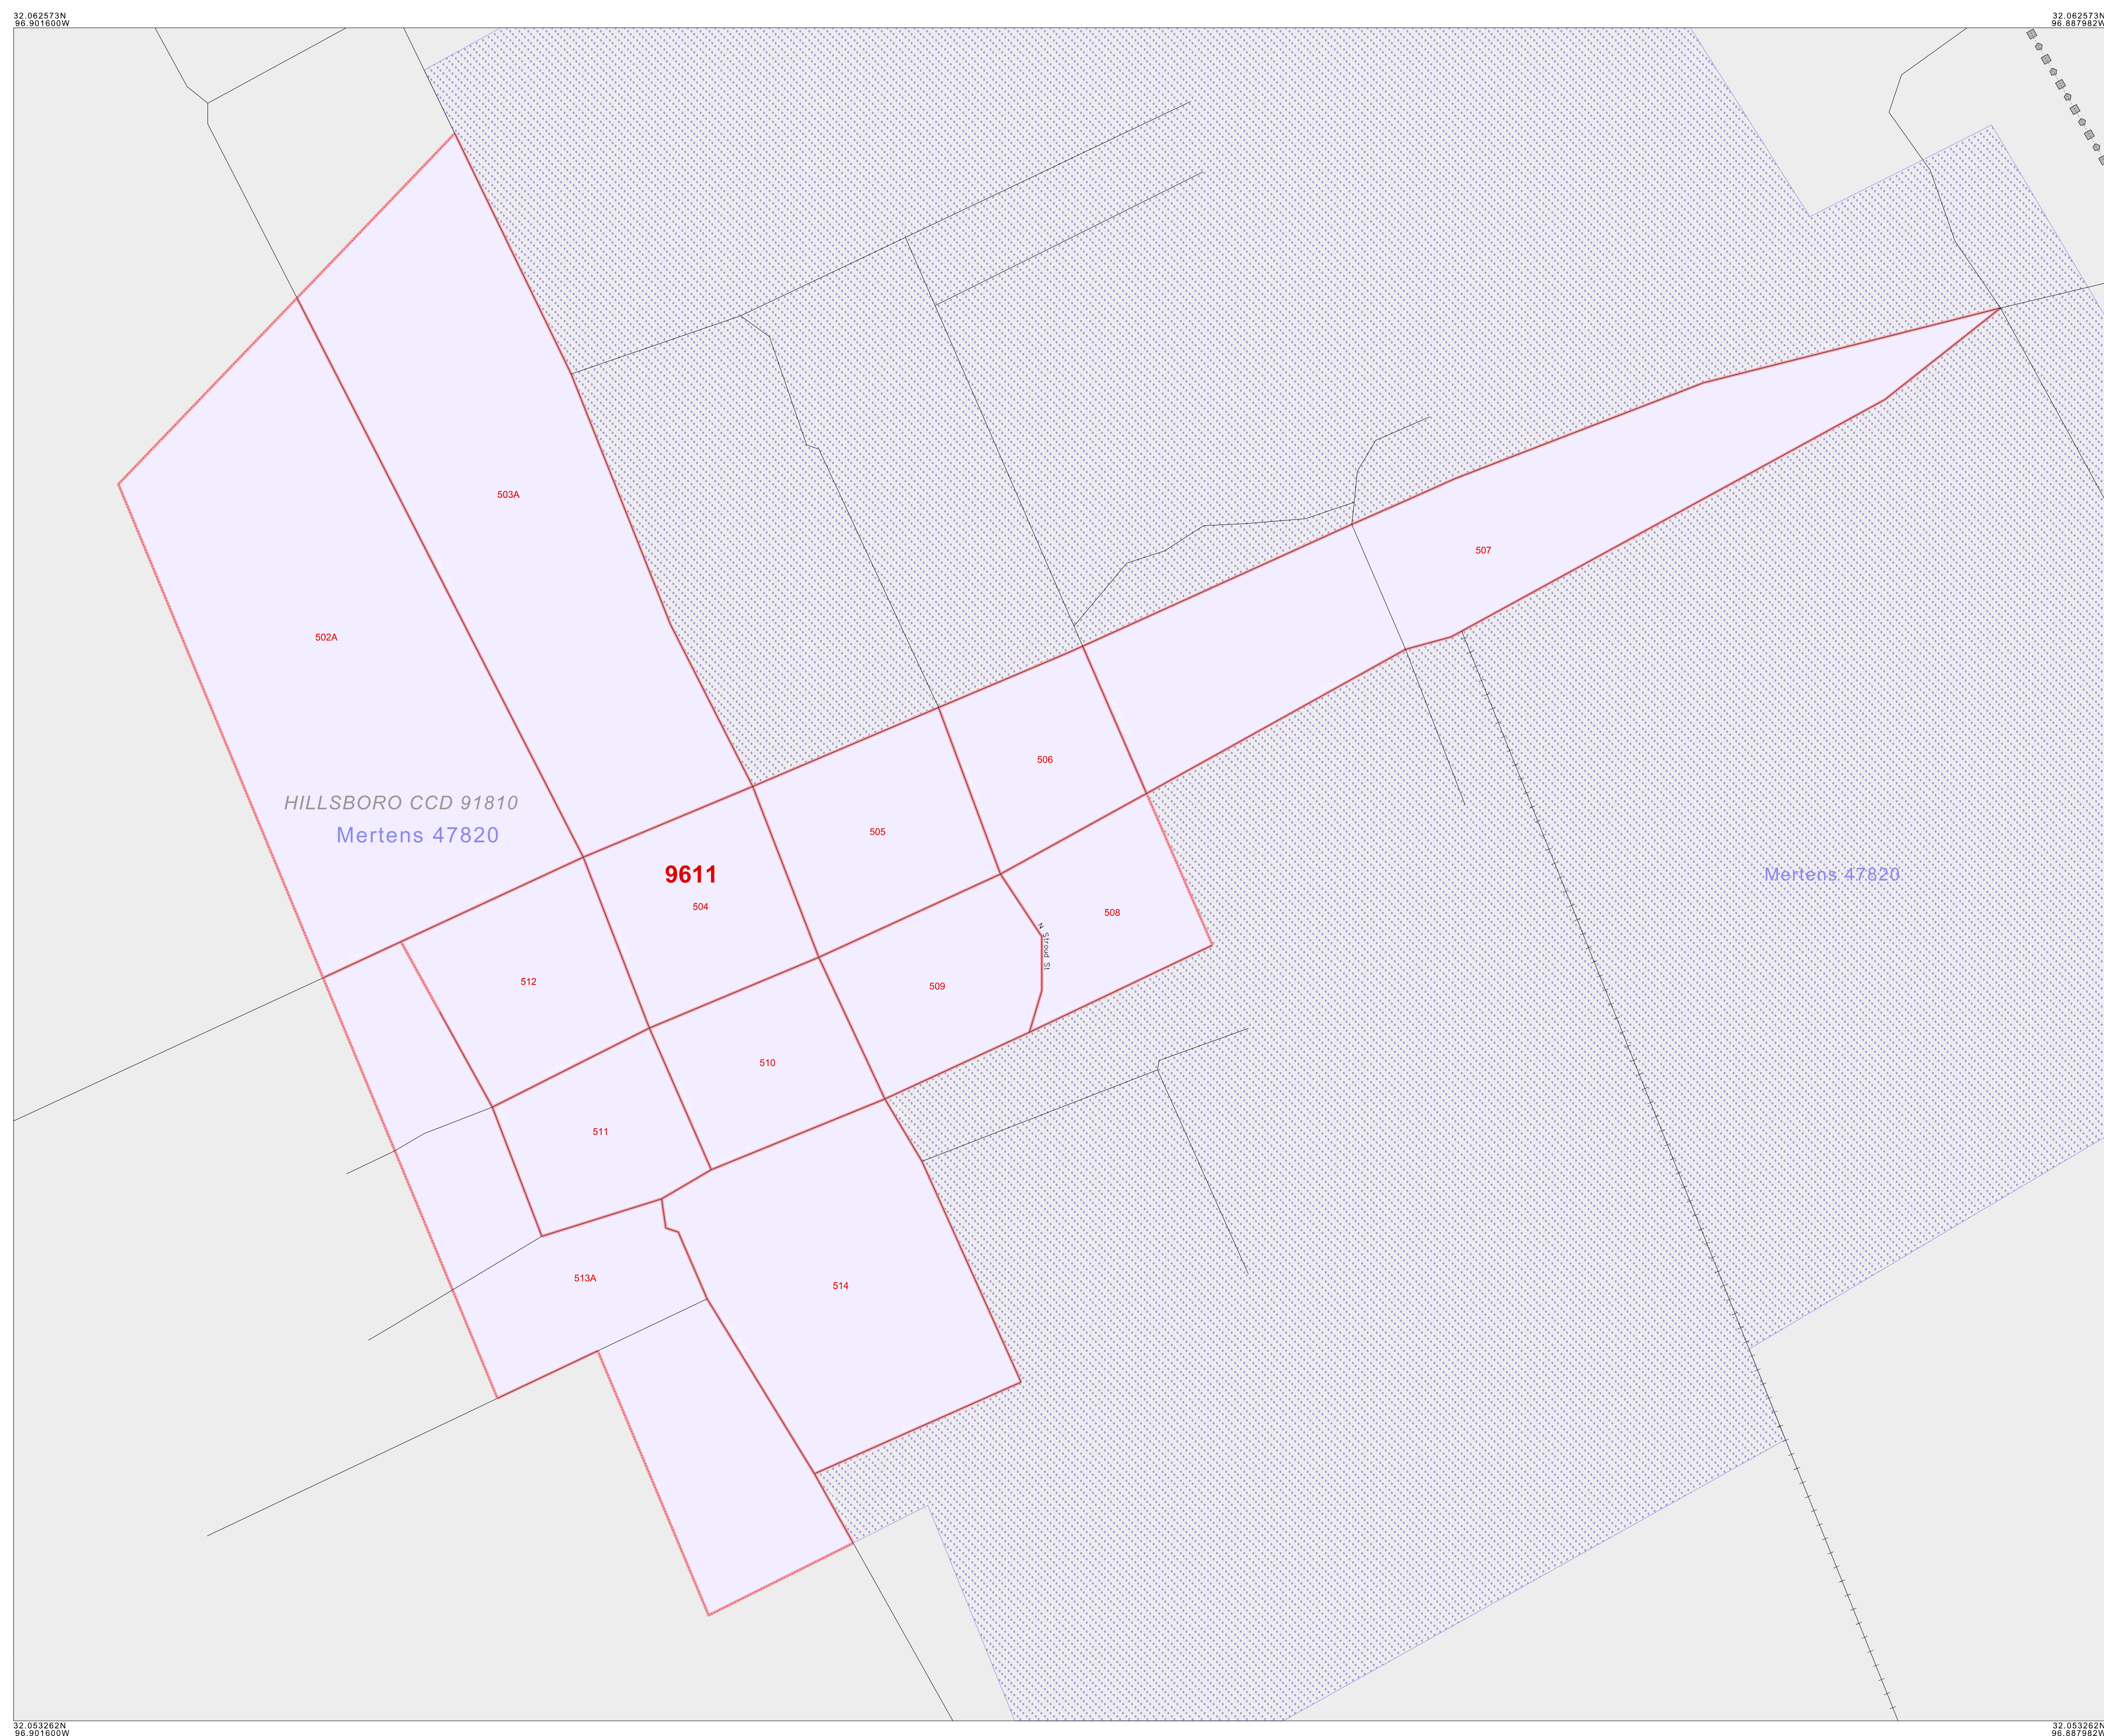 32.062573N
96.901600W
32.062573N
96.887982W
503A
507
502A
506
HILLSBORO CCD 91810
Mertens 47820
505
9611
504
Mertens 47820
508
N Stroud St
512
509
510
511
513A
514
32.053262N
96.901600W
32.053262N
96.887982W